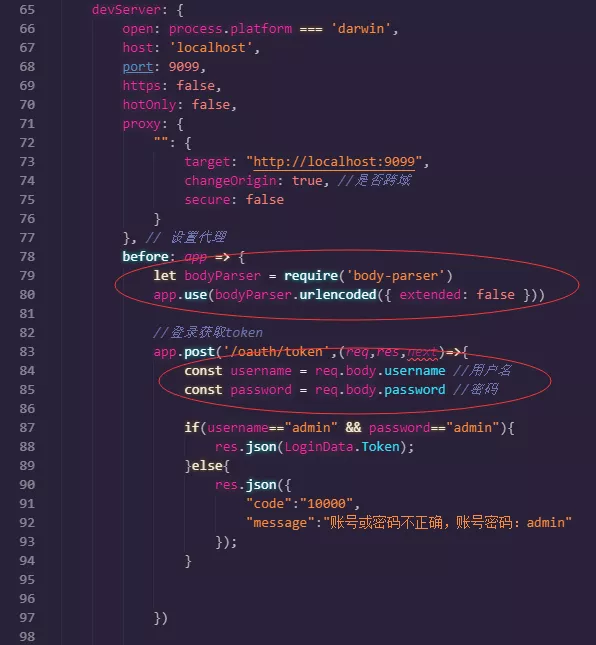 65 devServer: {
66 open: process.platform === 'darwin',
67 host: 'localhost',
68 port: 9099,
69 https: false,
70 hotOnly: false,
71 proxy: {
72 "": {
73 target: "http://localhost:9099",
74 changeOrigin: true, //是否跨域
75 secure: false
76 }
77 }, // 设置代理
78 before: app => {
79 let bodyParser = require('body-parser')
80 app.use(bodyParser.urlencoded({ extended: false }))
81
82 //登录获取token
83 app.post('/oauth/token',(req,res,next)=>{
84 const username = req.body.username //用户名
85 const password = req.body.password //密码
86
87 if(username=="admin" && password=="admin"){
88 res.json(LoginData.Token);
89 }else{
90 res.json({
91 "code":"10000",
92 "message":"账号或密码不正确，账号密码：admin"
93 });
94 }
95
96
97 })
98